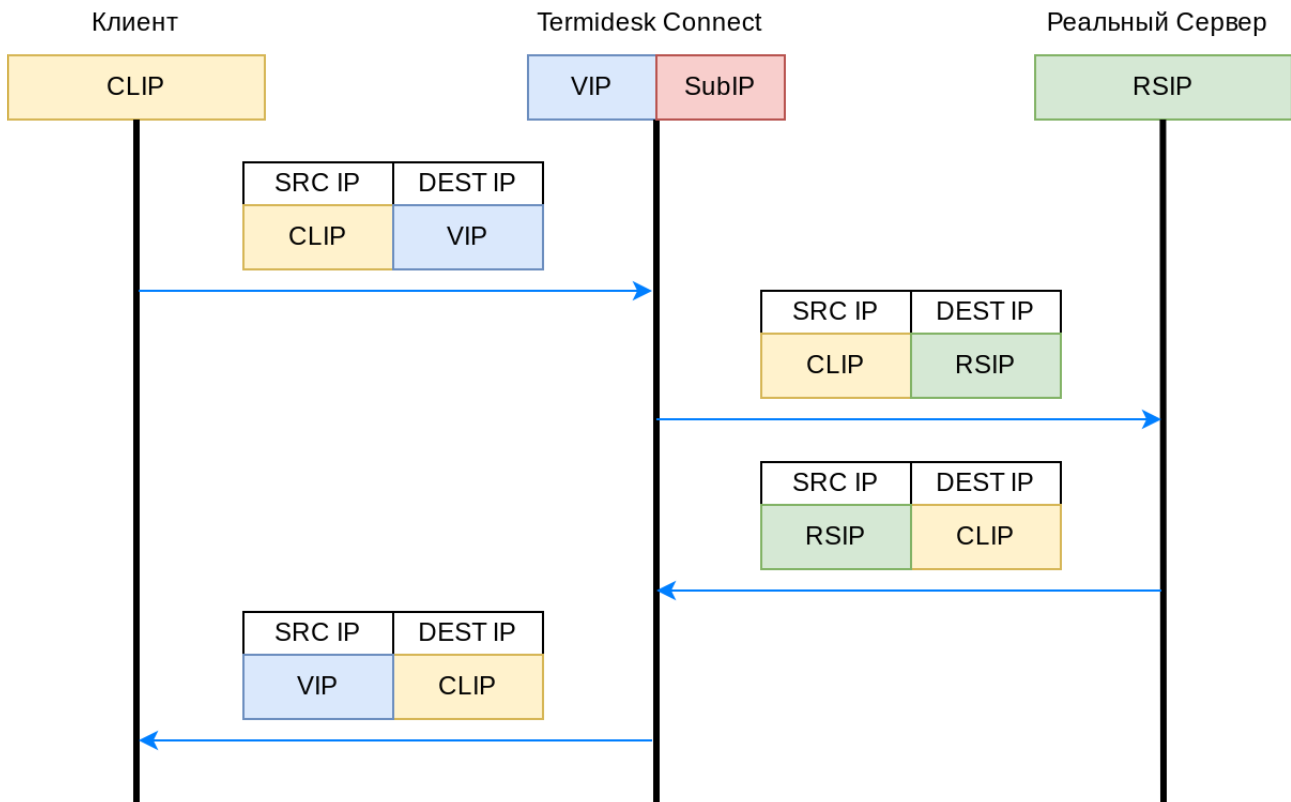 Клиент
Termidesk Connect
Реальный Сервер
CLIP
VIP
SubIP
RSIP
SRC IP DEST IP
CLIP VIP
SRC IP DEST IP
CLIP RSIP
SRC IP DEST IP
RSIP CLIP
SRC IP DEST IP
VIP CLIP